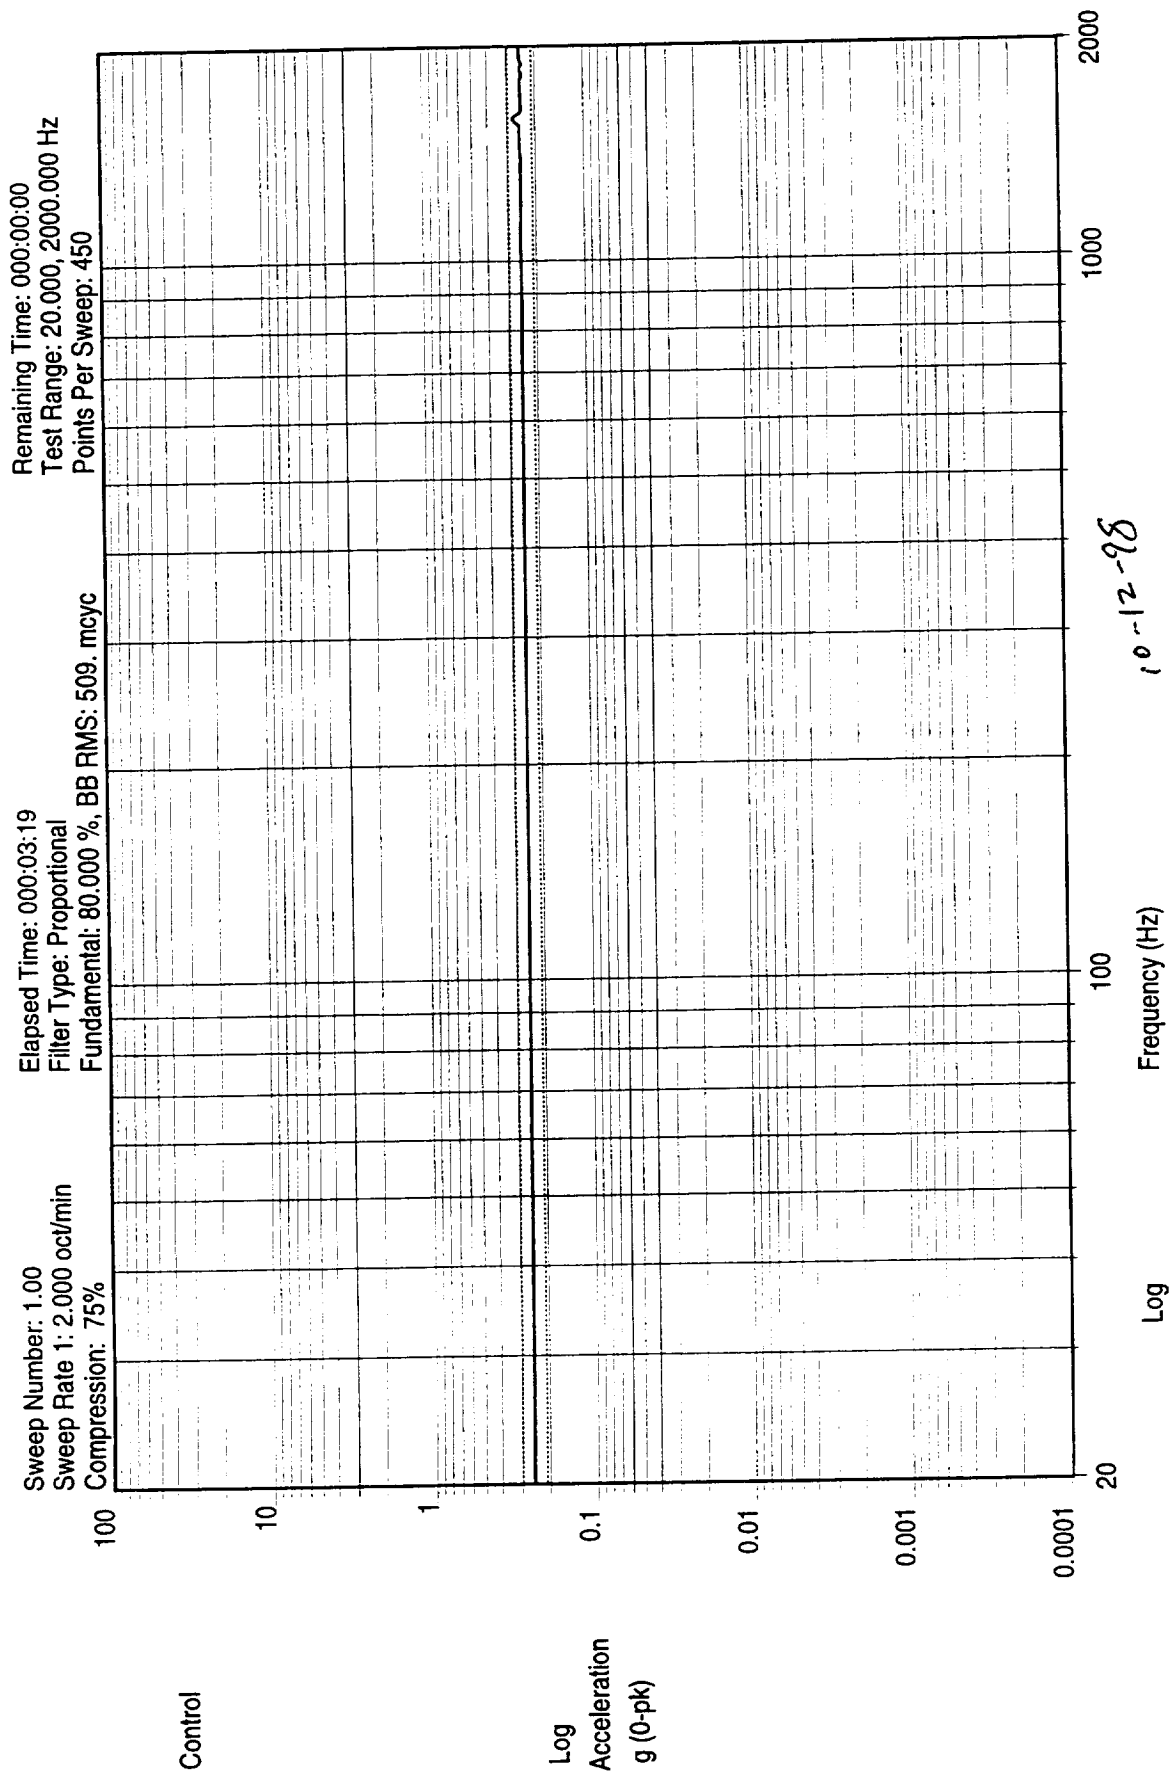 Sweep Number: 1.00
Sweep Rate 1: 2.000 oct/min
Compression: 75%
Elapsed Time: 000:03:19
Filter Type: Proportional
Fundamental: 80.000 %, BB RMS: 509. mcyc
Remaining Time: 000:00:00
Test Range: 20.000, 2000.000 Hz
Points Per Sweep: 450
Control
100
10
1
0.1
0.01
0.001
0.0001
Log
Acceleration
g (0-pk)
20
100
1000
2000
Log
Frequency (Hz)
10-12-98